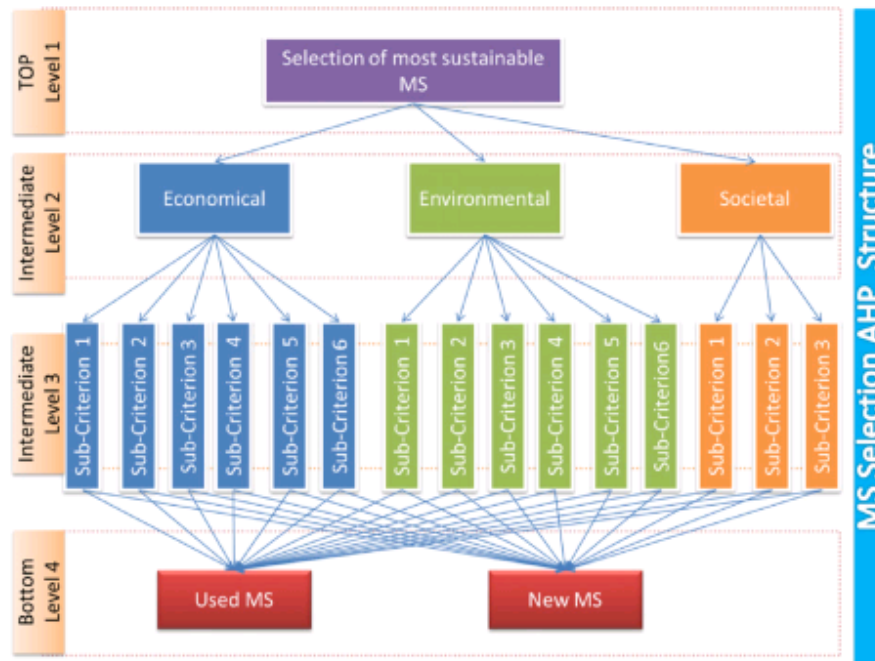 TOP
Level 1
Selection of most sustainable
MS
Intermediate
Level 2
Economical
Environmental
Societal
Intermediate
Level 3
Sub-Criterion 1
Sub-Criterion 2
Sub-Criterion 3
Sub-Criterion 4
Sub-Criterion 5
Sub-Criterion 6
Sub-Criterion 1
Sub-Criterion 2
Sub-Criterion 3
Sub-Criterion 4
Sub-Criterion 5
Sub-Criterion6
Sub-Criterion 1
Sub-Criterion 2
Sub-Criterion 3
Bottom
Level 4
Used MS
New MS
MS Selection AHP Structure